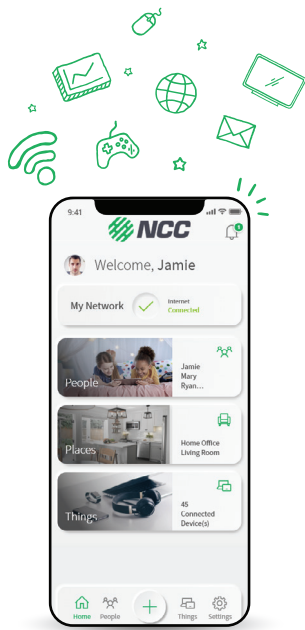 9:41
NCC
1
Welcome, Jamie
My Network
Internet
Connected
People
Jamie
Mary
Ryan...
Places
Home Office
Living Room
Things
45
Connected
Device(s)
Home
People
Things
Settings